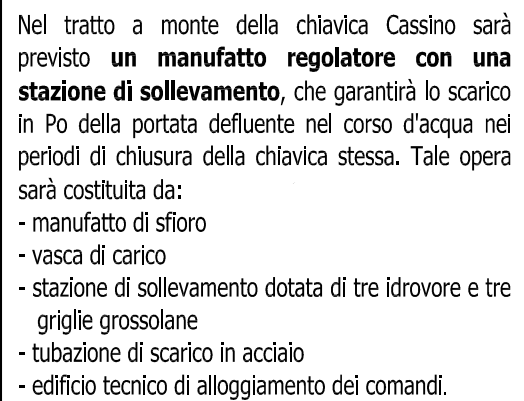 Nel tratto a monte della chiavica Cassino sarà
previsto un manufatto regolatore con una
stazione di sollevamento, che garantirà lo scarico
in Po della portata defluente nel corso d'acqua nei
periodi di chiusura della chiavica stessa. Tale opera
sarà costituita da:
- manufatto di sfioro
- vasca di carico
- stazione di sollevamento dotata di tre idrovore e tre
griglie grossolane
- tubazione di scarico in acciaio
- edificio tecnico di alloggiamento dei comandi.